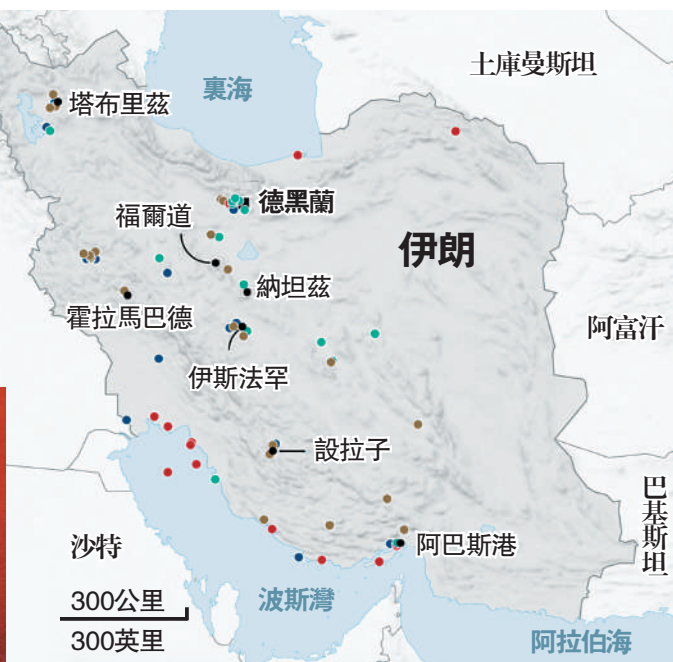 土庫曼斯坦
裏海
塔布里茲
德黑蘭
福爾道
伊朗
納坦茲
霍拉馬巴德
阿富汗
伊斯法罕
設拉子
巴基斯坦
沙特
阿巴斯港
300公里
300英里
波斯灣
阿拉伯海